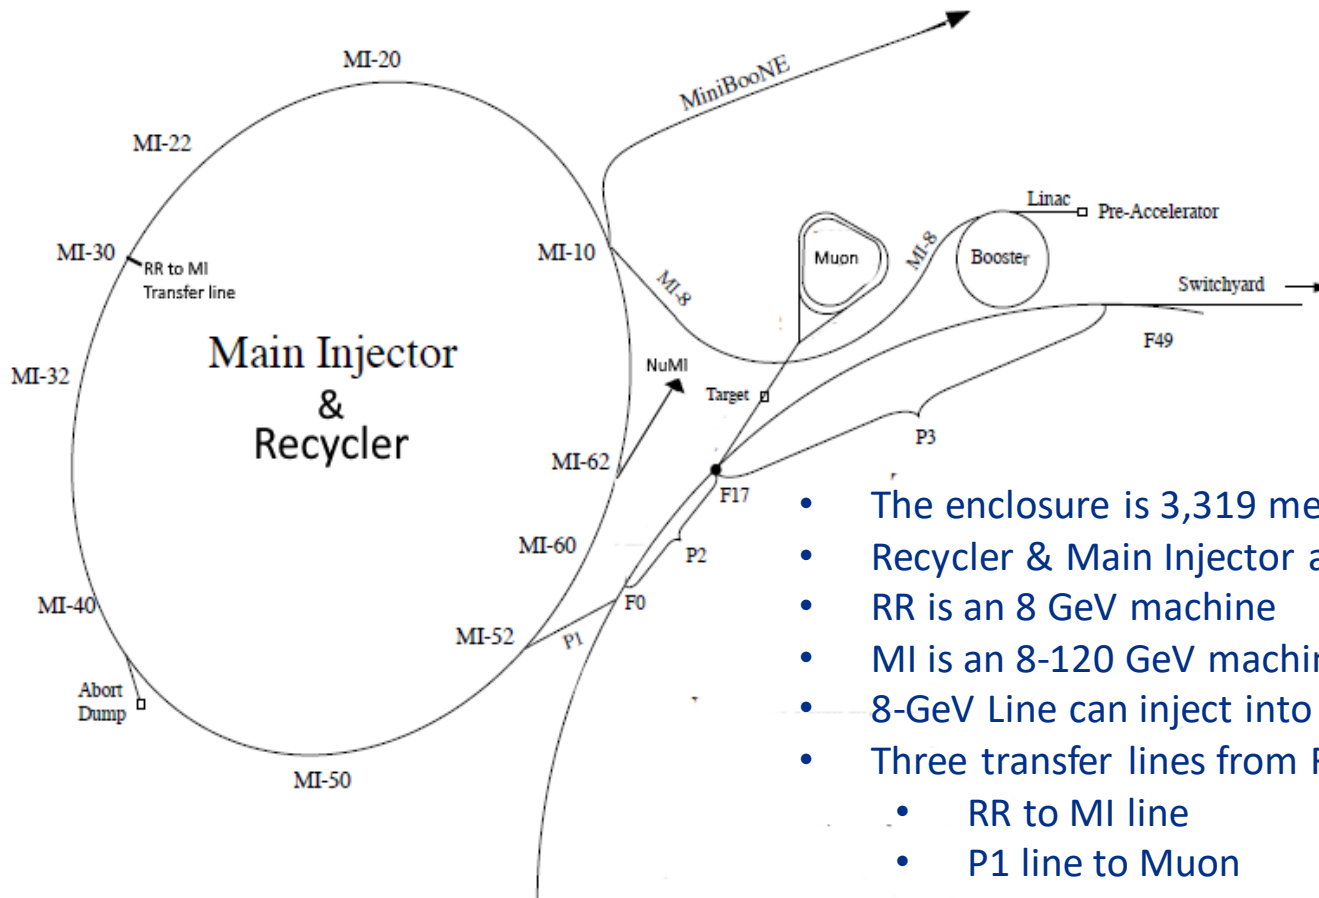 MI-20
MiniBooNE
MI-22
Linac
Pre-Accelerator
MI-30
RR to MI
Transfer line
MI-10
MI-8
Muon
MI-8
Booster
Switchyard
F49
Main Injector
&
Recycler
MI-32
NuMI
Target
P3
MI-62
F17
P2
MI-60
MI-40
F0
MI-52
P1
Abort
Dump
MI-50
• The enclosure is 3,319 me
• Recycler & Main Injector a
• RR is an 8 GeV machine
• MI is an 8-120 GeV machin
• 8-GeV Line can inject into
• Three transfer lines from
• RR to MI line
• P1 line to Muon